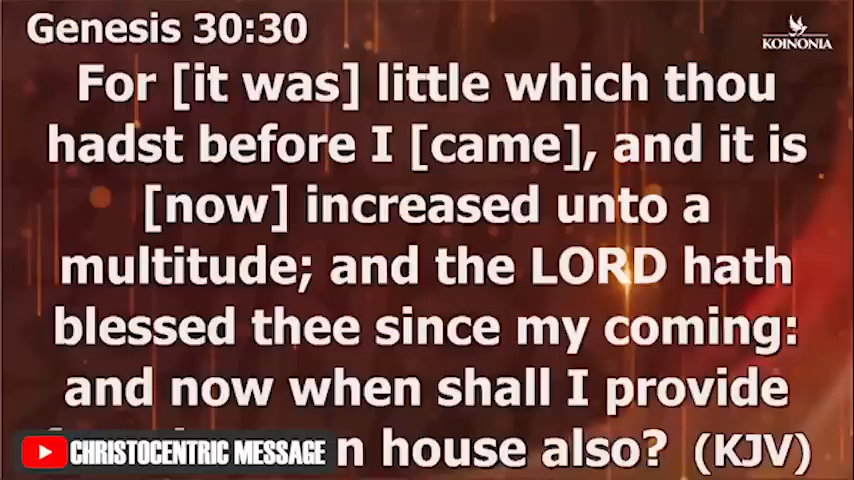 Genesis 30:30
KOINONIA
For [it was] little which thou
hadst before I [came], and it is
[now] increased unto a
multitude; and the LORD hath
blessed thee since my coming:
and now when shall I provide
n house also? (KJV)
CHRISTOCENTRIC MESSAGE